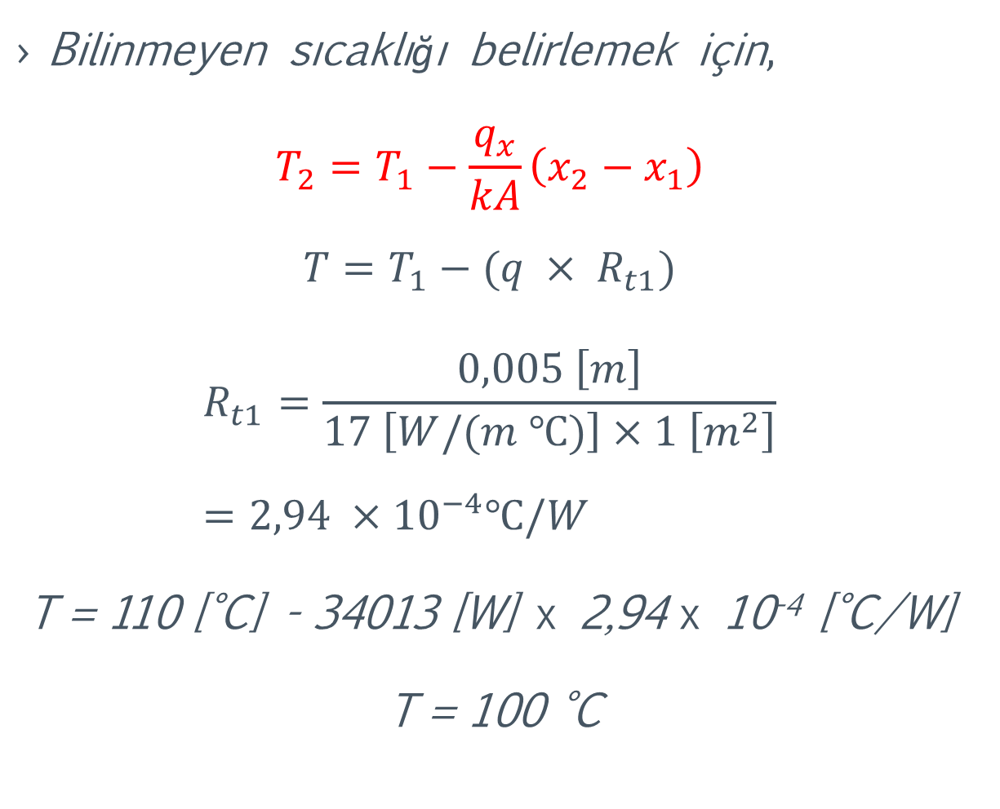 › Bilinmeyen sıcaklığı belirlemek için,
T₂ = T₁ − qₓ/kA (x₂ − x₁)
T = T₁ − (q × Rₜ₁)
Rₜ₁ = 0,005 [m] / 17 [W/(m °C)] × 1 [m²]
= 2,94 × 10⁻⁴°C/W
T = 110 [°C] - 34013 [W] x 2,94 x 10⁻⁴ [°C/W]
T = 100 °C